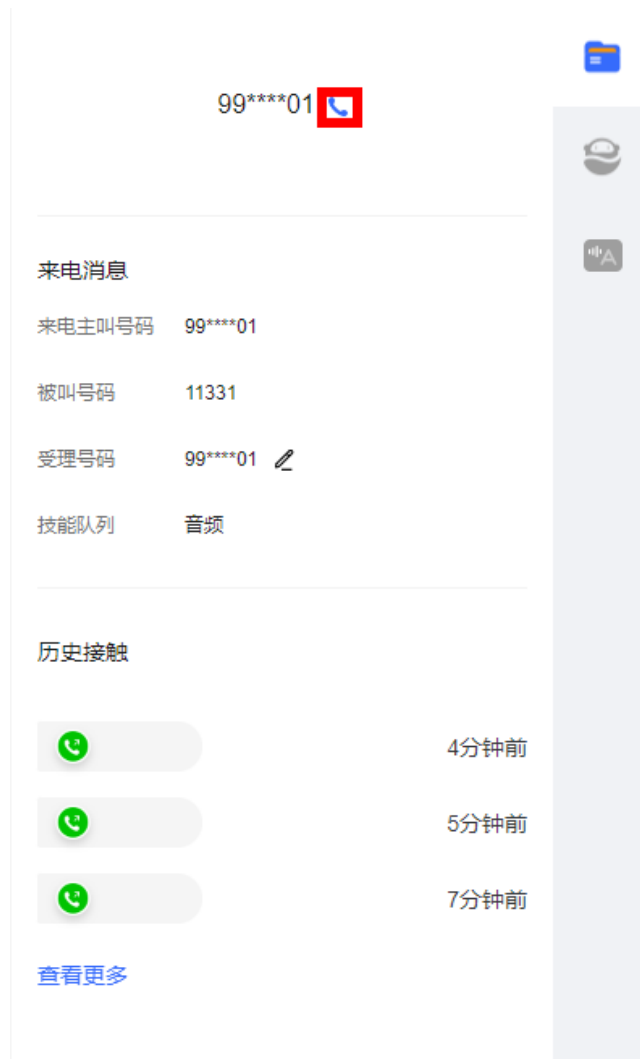 99****01
来电消息
来电主叫号码 99****01
被叫号码 11331
受理号码 99****01
技能队列 音频
历史接触
4分钟前
5分钟前
7分钟前
查看更多
A